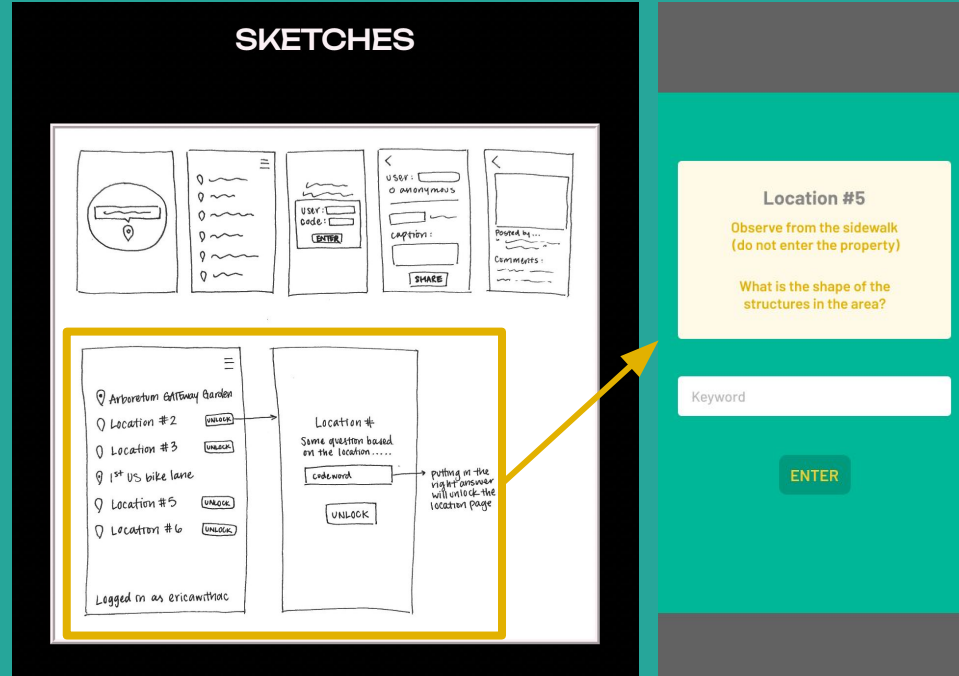 SKETCHES
user:
code:
ENTER
user:
anonymous
caption:
SHARE
Posted by...
Comments:
Arboretum GATEway Garden
Location #2 UNLOCK
Location #3 UNLOCK
1st US bike lane
Location #5 UNLOCK
Location #6 UNLOCK
Logged in as ericawithac
Location #
Some question based
on the location.....
codeword
UNLOCK
putting in the
right answer
will unlock the
location page
Location #5
Observe from the sidewalk
(do not enter the property)
What is the shape of the
structures in the area?
Keyword
ENTER